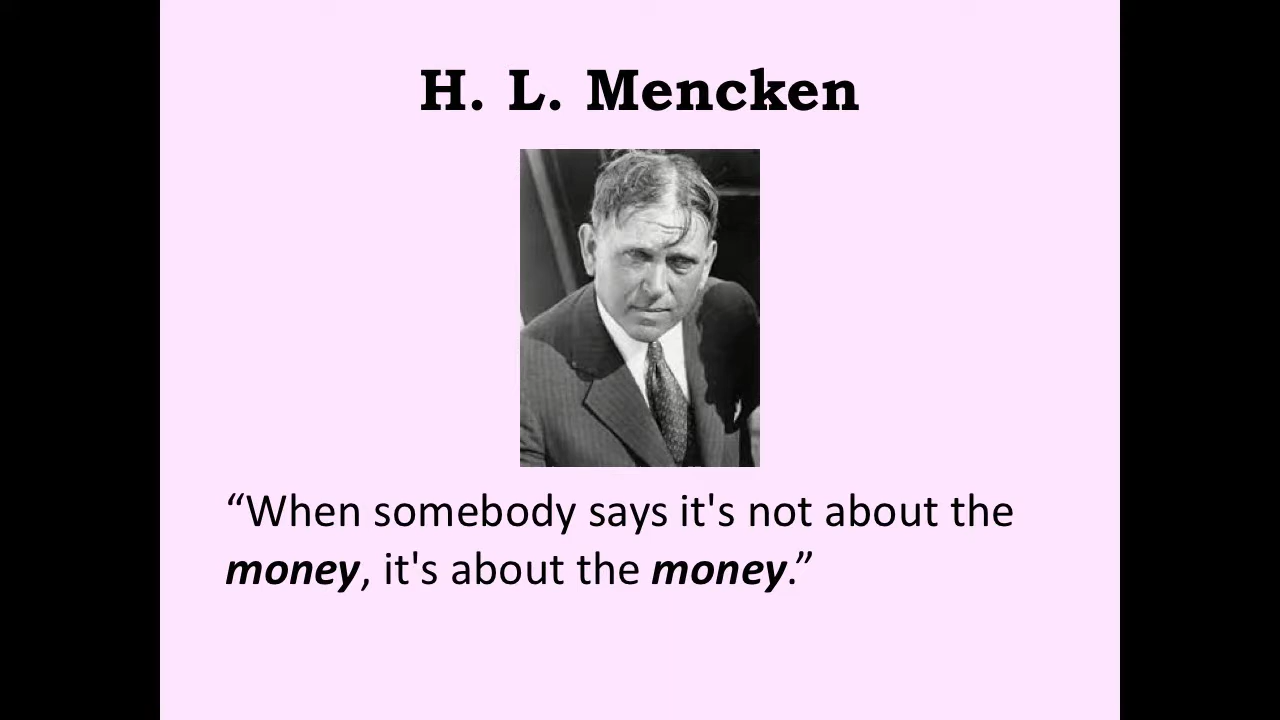 H. L. Mencken
“When somebody says it's not about the
money, it's about the money.”